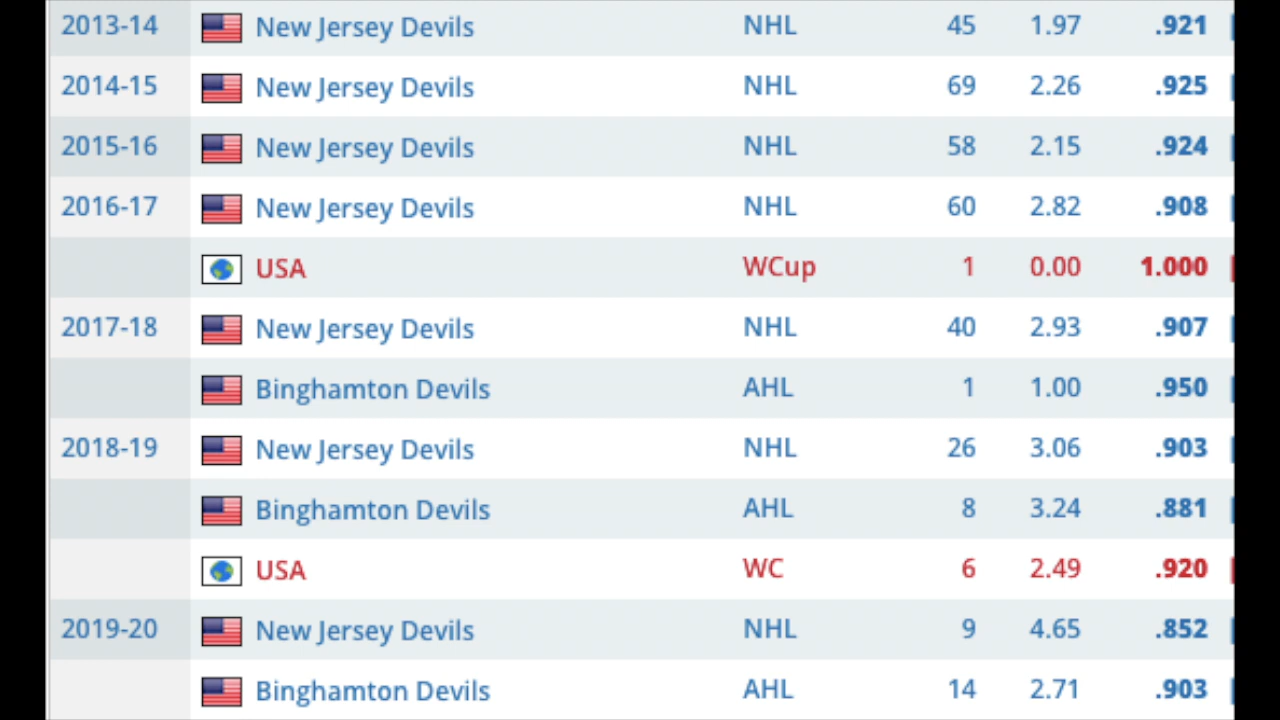 2013-14 New Jersey Devils NHL 45 1.97 .921
2014-15 New Jersey Devils NHL 69 2.26 .925
2015-16 New Jersey Devils NHL 58 2.15 .924
2016-17 New Jersey Devils NHL 60 2.82 .908
USA WCup 1 0.00 1.000
2017-18 New Jersey Devils NHL 40 2.93 .907
Binghamton Devils AHL 1 1.00 .950
2018-19 New Jersey Devils NHL 26 3.06 .903
Binghamton Devils AHL 8 3.24 .881
USA WC 6 2.49 .920
2019-20 New Jersey Devils NHL 9 4.65 .852
Binghamton Devils AHL 14 2.71 .903